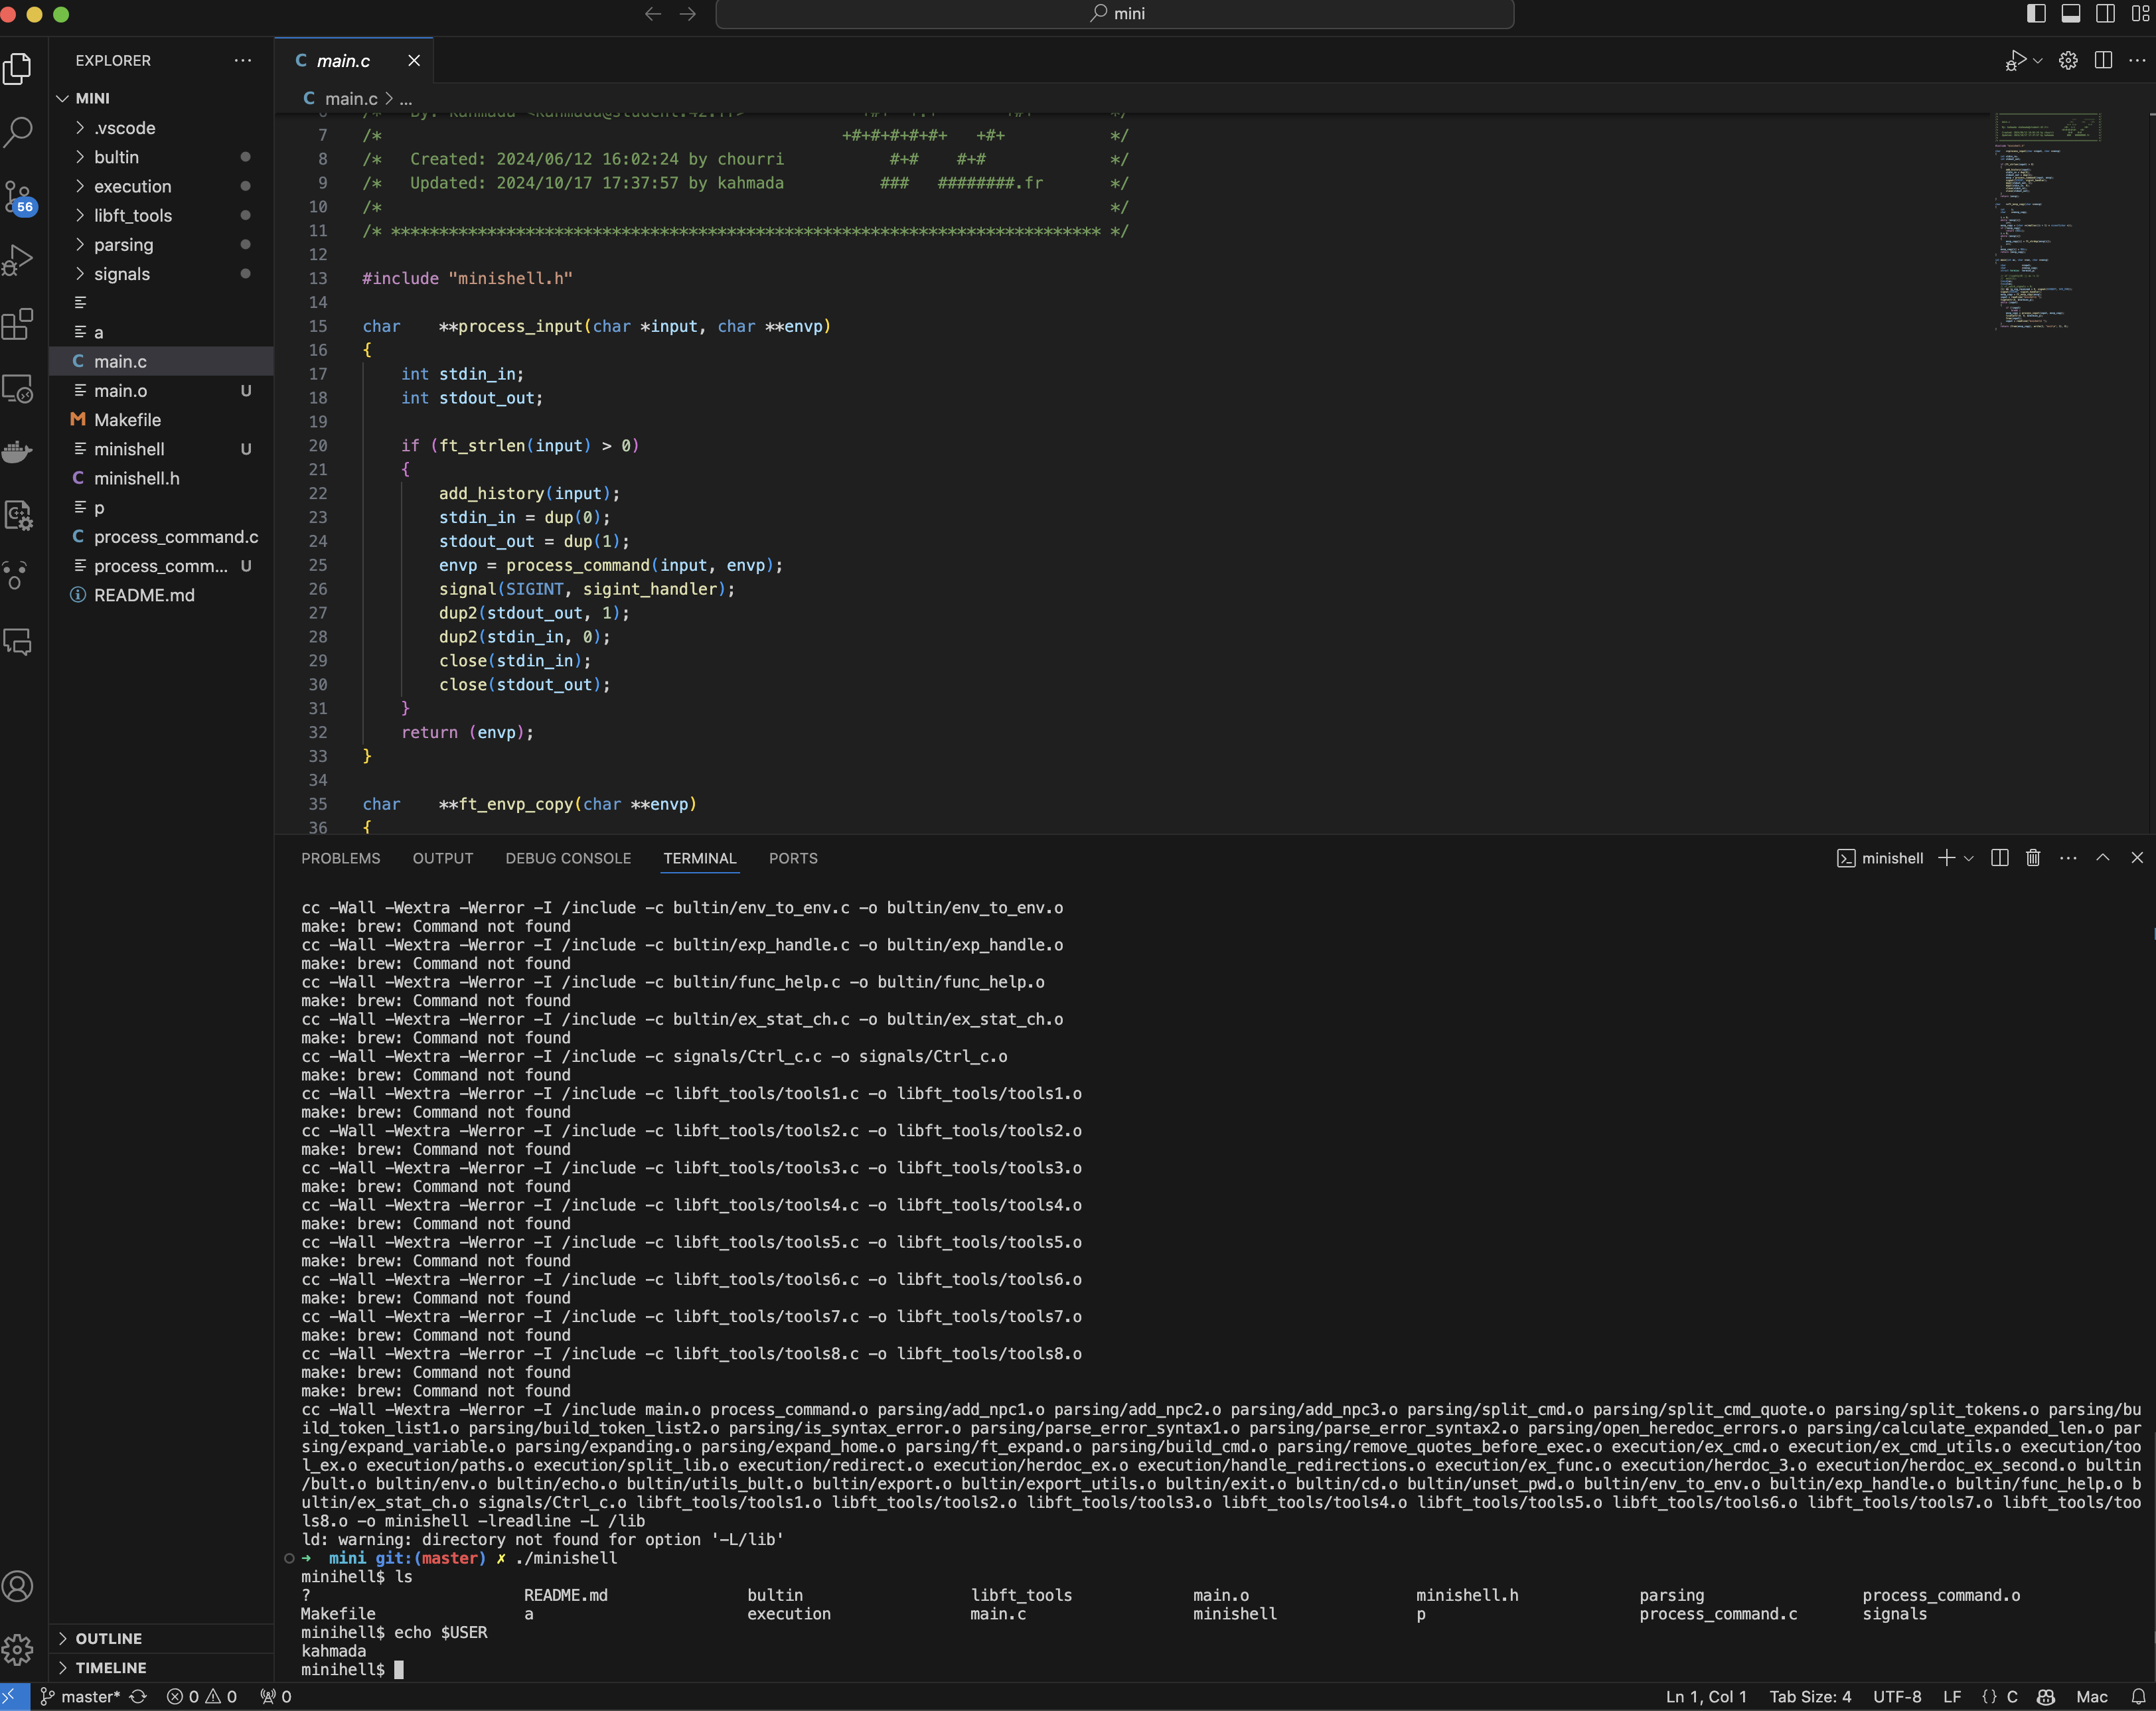 mini
EXPLORER
MINI
.vscode
bultin
execution
libft_tools
parsing
signals
a
main.c
main.o U
Makefile
minishell U
minishell.h
p
process_command.c
process_comm... U
README.md
OUTLINE
TIMELINE
56
main.c
main.c > ...
7 /* +#+#+#+#+#+ +#+ */
8 /* Created: 2024/06/12 16:02:24 by chourri #+# #+# */
9 /* Updated: 2024/10/17 17:37:57 by kahmada ### ########.fr */
10 /* */
11 /* ************************************************************************** */
12
13 #include "minishell.h"
14
15 char **process_input(char *input, char **envp)
16 {
17 int stdin_in;
18 int stdout_out;
19
20 if (ft_strlen(input) > 0)
21 {
22 add_history(input);
23 stdin_in = dup(0);
24 stdout_out = dup(1);
25 envp = process_command(input, envp);
26 signal(SIGINT, sigint_handler);
27 dup2(stdout_out, 1);
28 dup2(stdin_in, 0);
29 close(stdin_in);
30 close(stdout_out);
31 }
32 return (envp);
33 }
34
35 char **ft_envp_copy(char **envp)
36 {
PROBLEMS OUTPUT DEBUG CONSOLE TERMINAL PORTS
minishell
cc -Wall -Wextra -Werror -I /include -c bultin/env_to_env.c -o bultin/env_to_env.o
make: brew: Command not found
cc -Wall -Wextra -Werror -I /include -c bultin/exp_handle.c -o bultin/exp_handle.o
make: brew: Command not found
cc -Wall -Wextra -Werror -I /include -c bultin/func_help.c -o bultin/func_help.o
make: brew: Command not found
cc -Wall -Wextra -Werror -I /include -c bultin/ex_stat_ch.c -o bultin/ex_stat_ch.o
make: brew: Command not found
cc -Wall -Wextra -Werror -I /include -c signals/Ctrl_c.c -o signals/Ctrl_c.o
make: brew: Command not found
cc -Wall -Wextra -Werror -I /include -c libft_tools/tools1.c -o libft_tools/tools1.o
make: brew: Command not found
cc -Wall -Wextra -Werror -I /include -c libft_tools/tools2.c -o libft_tools/tools2.o
make: brew: Command not found
cc -Wall -Wextra -Werror -I /include -c libft_tools/tools3.c -o libft_tools/tools3.o
make: brew: Command not found
cc -Wall -Wextra -Werror -I /include -c libft_tools/tools4.c -o libft_tools/tools4.o
make: brew: Command not found
cc -Wall -Wextra -Werror -I /include -c libft_tools/tools5.c -o libft_tools/tools5.o
make: brew: Command not found
cc -Wall -Wextra -Werror -I /include -c libft_tools/tools6.c -o libft_tools/tools6.o
make: brew: Command not found
cc -Wall -Wextra -Werror -I /include -c libft_tools/tools7.c -o libft_tools/tools7.o
make: brew: Command not found
cc -Wall -Wextra -Werror -I /include -c libft_tools/tools8.c -o libft_tools/tools8.o
make: brew: Command not found
make: brew: Command not found
cc -Wall -Wextra -Werror -I /include main.o process_command.o parsing/add_npc1.o parsing/add_npc2.o parsing/add_npc3.o parsing/split_cmd.o parsing/split_cmd_quote.o parsing/split_tokens.o parsing/bu
ild_token_list1.o parsing/build_token_list2.o parsing/is_syntax_error.o parsing/parse_error_syntax1.o parsing/parse_error_syntax2.o parsing/open_heredoc_errors.o parsing/calculate_expanded_len.o par
sing/expand_variable.o parsing/expanding.o parsing/expand_home.o parsing/ft_expand.o parsing/build_cmd.o parsing/remove_quotes_before_exec.o execution/ex_cmd.o execution/ex_cmd_utils.o execution/too
l_ex.o execution/paths.o execution/split_lib.o execution/redirect.o execution/herdoc_ex.o execution/handle_redirections.o execution/ex_func.o execution/herdoc_3.o execution/herdoc_ex_second.o bultin
/bult.o bultin/env.o bultin/echo.o bultin/utils_bult.o bultin/export.o bultin/export_utils.o bultin/exit.o bultin/cd.o bultin/unset_pwd.o bultin/env_to_env.o bultin/exp_handle.o bultin/func_help.o b
ultin/ex_stat_ch.o signals/Ctrl_c.o libft_tools/tools1.o libft_tools/tools2.o libft_tools/tools3.o libft_tools/tools4.o libft_tools/tools5.o libft_tools/tools6.o libft_tools/tools7.o libft_tools/too
ls8.o -o minishell -lreadline -L /lib
ld: warning: directory not found for option '-L/lib'
➜ mini git:(master) ✗ ./minishell
minihell$ ls
? README.md bultin libft_tools main.o minishell.h parsing process_command.o
Makefile a execution main.c minishell p process_command.c signals
minihell$ echo $USER
kahmada
minihell$
master* 0 0 0 Ln 1, Col 1 Tab Size: 4 UTF-8 LF {} C Mac